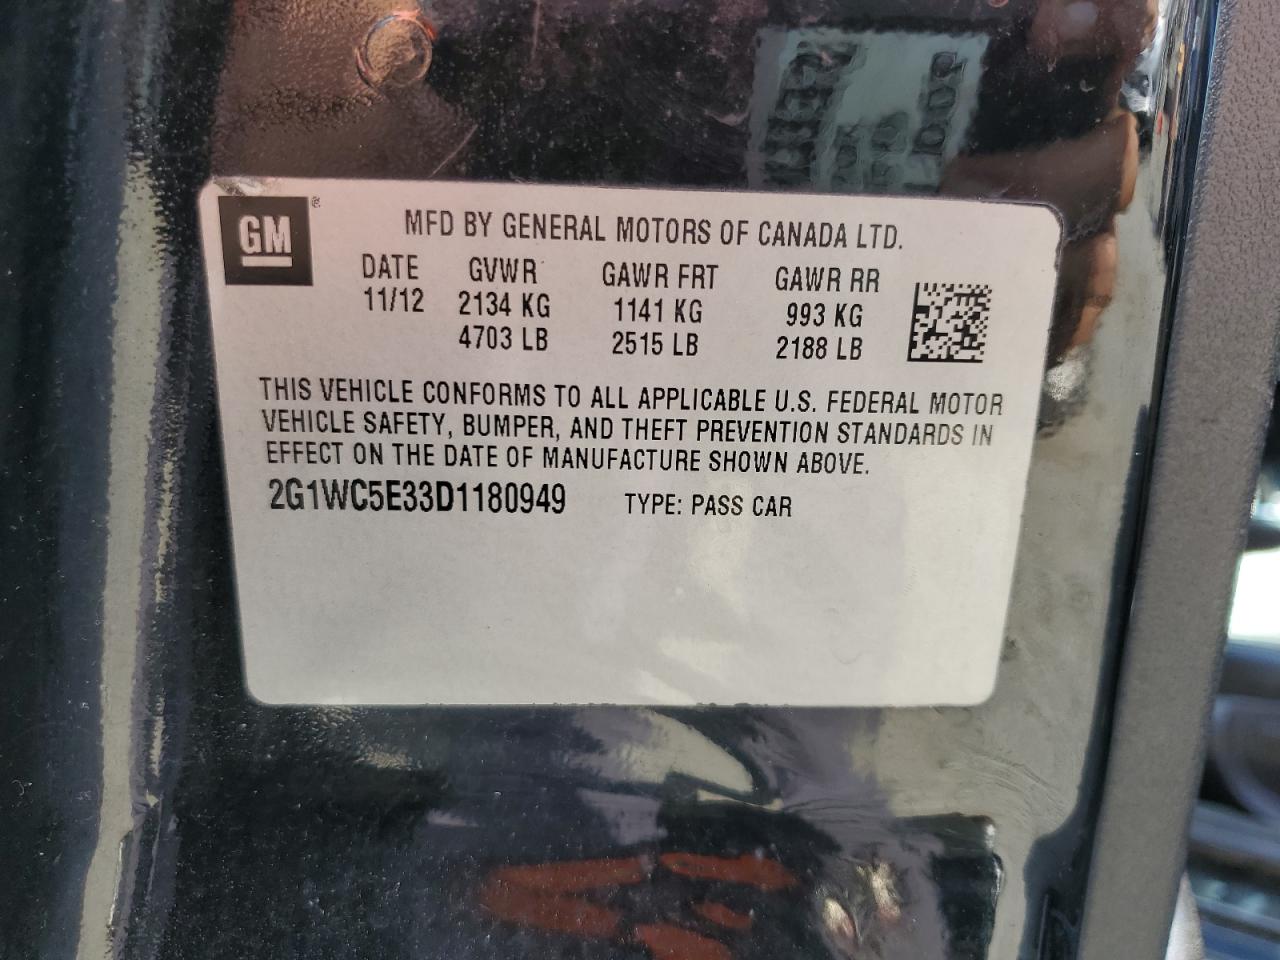 GM ®
MFD BY GENERAL MOTORS OF CANADA LTD.
DATE GVWR GAWR FRT GAWR RR
11/12 2134 KG 1141 KG 993 KG
4703 LB 2515 LB 2188 LB
THIS VEHICLE CONFORMS TO ALL APPLICABLE U.S. FEDERAL MOTOR
VEHICLE SAFETY, BUMPER, AND THEFT PREVENTION STANDARDS IN
EFFECT ON THE DATE OF MANUFACTURE SHOWN ABOVE.
2G1WC5E33D1180949 TYPE: PASS CAR